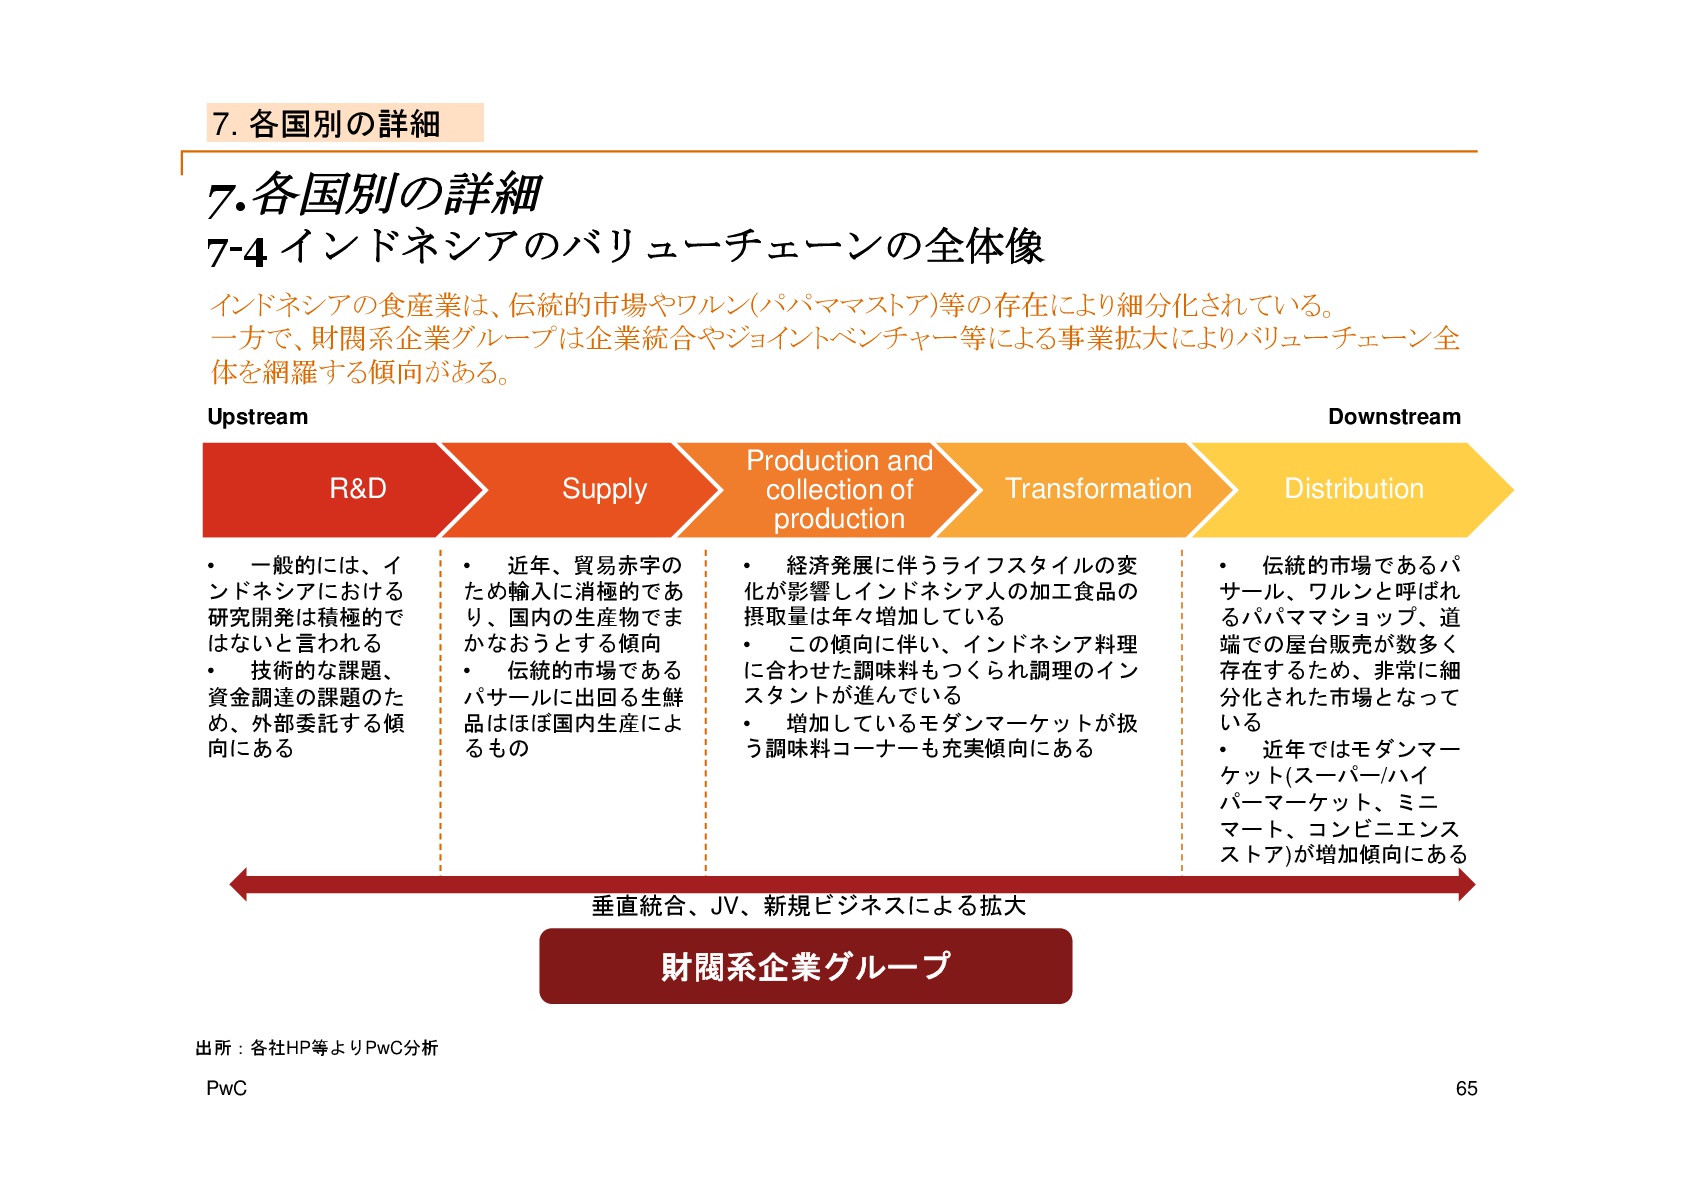 7. 各国別の詳細
7.各国別の詳細
7-4 インドネシアのバリューチェーンの全体像
インドネシアの食産業は、伝統的市場やワルン(パパママストア)等の存在により細分化されている。
一方で、財閥系企業グループは企業統合やジョイントベンチャー等による事業拡大によりバリューチェーン全
体を網羅する傾向がある。
Upstream
Downstream
R&D
Supply
Production and
collection of
production
Transformation
Distribution
• 一般的には、イ
ンドネシアにおける
研究開発は積極的で
はないと言われる
• 技術的な課題、
資金調達の課題のた
め、外部委託する傾
向にある
• 近年、貿易赤字の
ため輸入に消極的であ
り、国内の生産物でま
かなおうとする傾向
• 伝統的市場である
パサールに出回る生鮮
品はほぼ国内生産によ
るもの
• 経済発展に伴うライフスタイルの変
化が影響しインドネシア人の加工食品の
摂取量は年々増加している
• この傾向に伴い、インドネシア料理
に合わせた調味料もつくられ調理のイン
スタントが進んでいる
• 増加しているモダンマーケットが扱
う調味料コーナーも充実傾向にある
• 伝統的市場であるパ
サール、ワルンと呼ばれ
るパパママショップ、道
端での屋台販売が数多く
存在するため、非常に細
分化された市場となって
いる
• 近年ではモダンマー
ケット(スーパー/ハイ
パーマーケット、ミニ
マート、コンビニエンス
ストア)が増加傾向にある
垂直統合、JV、新規ビジネスによる拡大
財閥系企業グループ
出所：各社HP等よりPwC分析
PwC
65